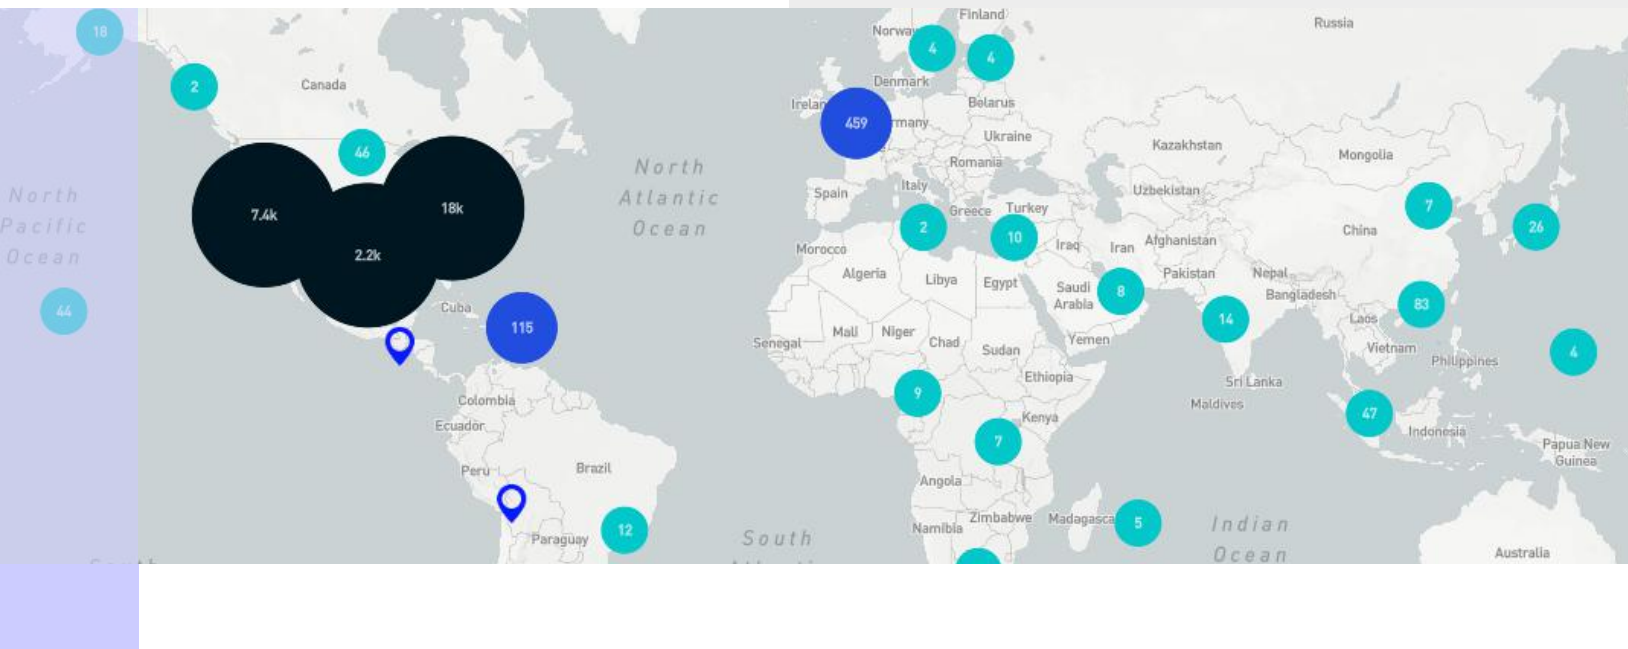 Finland
18
Norway
Russia
4
4
Canada
2
Denmark
Irelan
Belarus
459
rmany
Ukraine
46
Kazakhstan
Mongolia
Romania
North
Atlantic
Ocean
Italy
Spain
Uzbekistan
North
Pacific
Ocean
7.4k
18k
2.2k
Greece
Turkey
7
26
China
2
10
Morocco
Iraq
Iran
Afghanistan
Algeria
Libya
Egypt
Pakistan
Nepal
Saudi
Arabia
8
Bangladesh
44
Cuba
83
115
14
Laos
Mali
Niger
Chad
Senegal
Yemen
Vietnam
Sudan
4
Philippines
Ethiopia
Sri Lanka
9
Colombia
Maldives
47
Kenya
Ecuador
Indonesia
7
Papua New
Guinea
Peru
Brazil
Angola
Zimbabwe
Madagasca
5
Namibia
Indian
Ocean
12
Paraguay
South
Australia